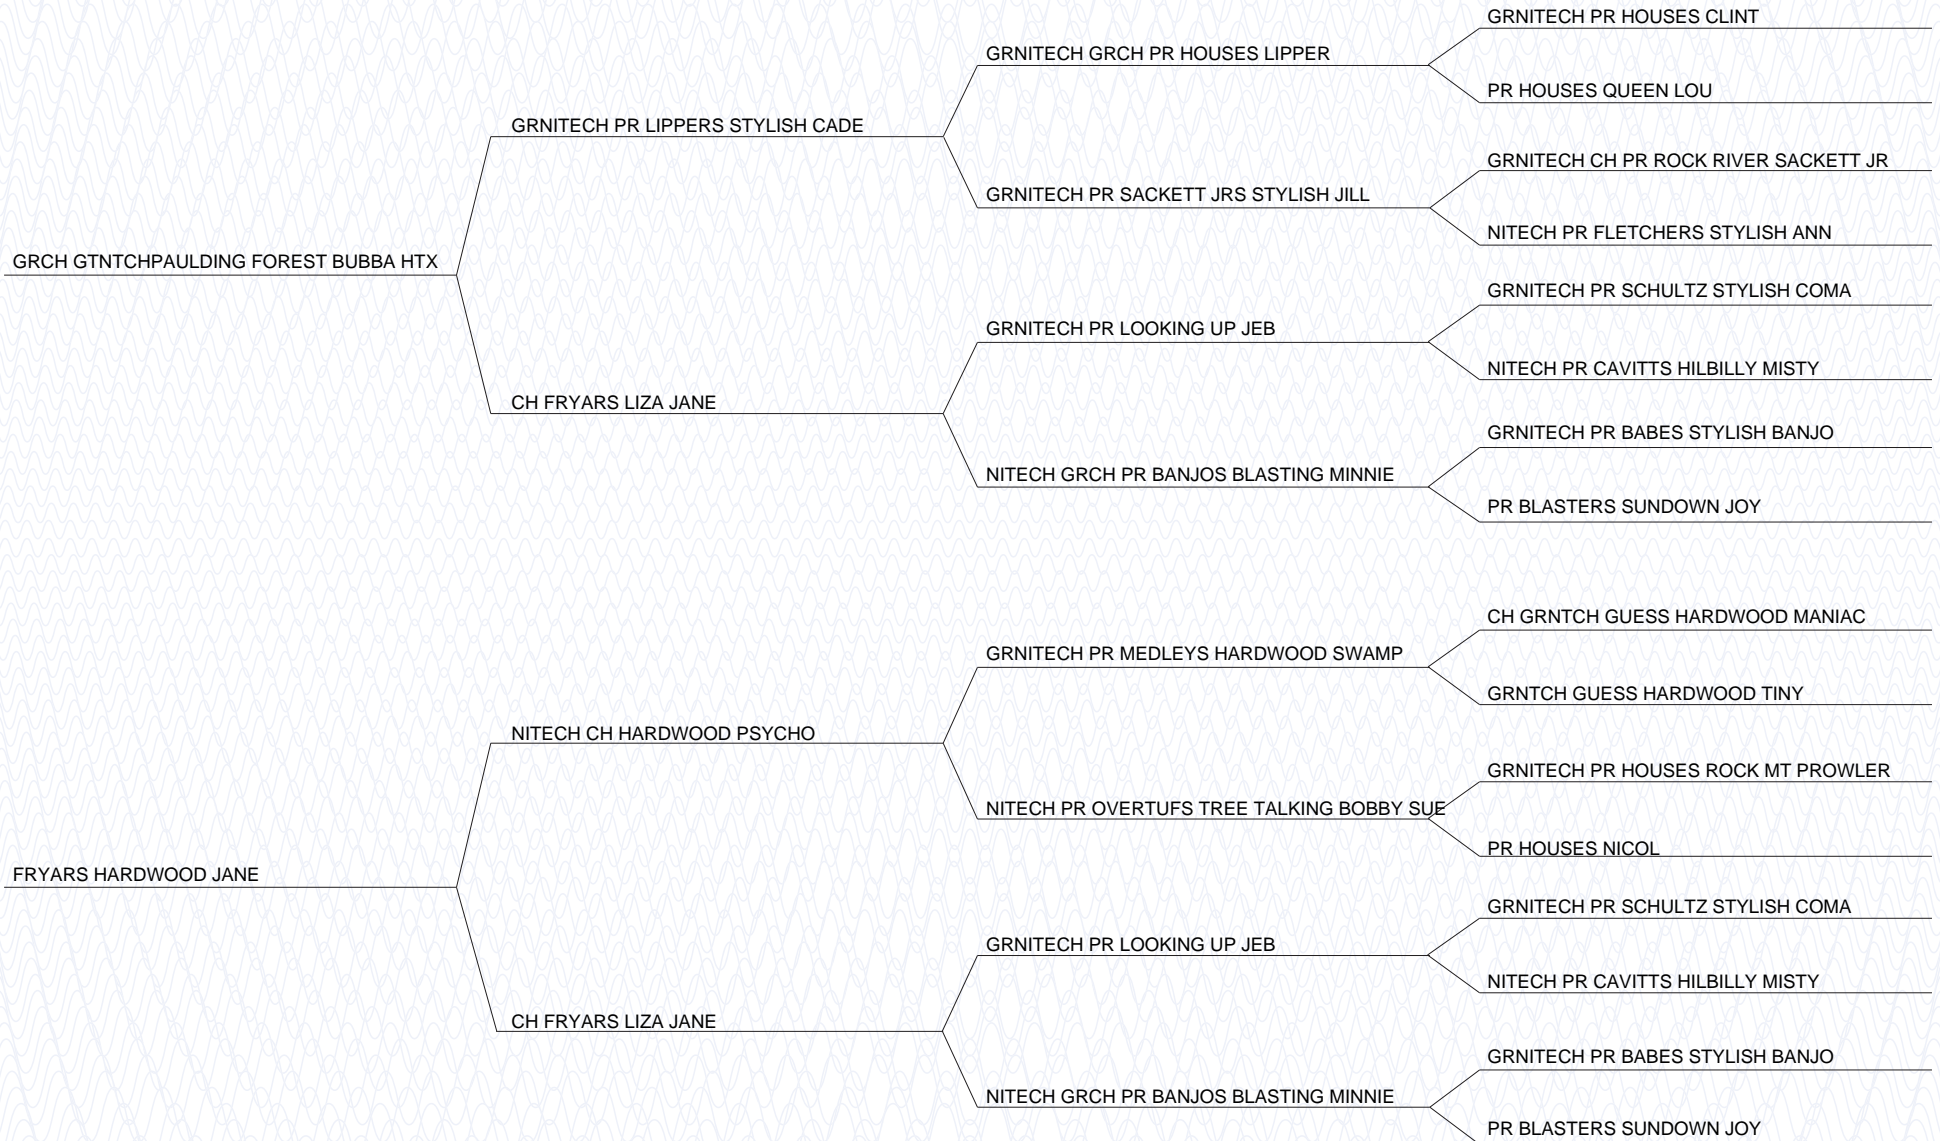 GRNITECH PR HOUSES CLINT
GRNITECH GRCH PR HOUSES LIPPER
PR HOUSES QUEEN LOU
GRNITECH PR LIPPERS STYLISH CADE
GRNITECH CH PR ROCK RIVER SACKETT JR
GRNITECH PR SACKETT JRS STYLISH JILL
NITECH PR FLETCHERS STYLISH ANN
GRCH GTNTCHPAULDING FOREST BUBBA HTX
GRNITECH PR SCHULTZ STYLISH COMA
GRNITECH PR LOOKING UP JEB
NITECH PR CAVITTS HILBILLY MISTY
CH FRYARS LIZA JANE
GRNITECH PR BABES STYLISH BANJO
NITECH GRCH PR BANJOS BLASTING MINNIE
PR BLASTERS SUNDOWN JOY
CH GRNTCH GUESS HARDWOOD MANIAC
GRNITECH PR MEDLEYS HARDWOOD SWAMP
GRNTCH GUESS HARDWOOD TINY
NITECH CH HARDWOOD PSYCHO
GRNITECH PR HOUSES ROCK MT PROWLER
NITECH PR OVERTUFS TREE TALKING BOBBY SUE
PR HOUSES NICOL
FRYARS HARDWOOD JANE
GRNITECH PR SCHULTZ STYLISH COMA
GRNITECH PR LOOKING UP JEB
NITECH PR CAVITTS HILBILLY MISTY
CH FRYARS LIZA JANE
GRNITECH PR BABES STYLISH BANJO
NITECH GRCH PR BANJOS BLASTING MINNIE
PR BLASTERS SUNDOWN JOY